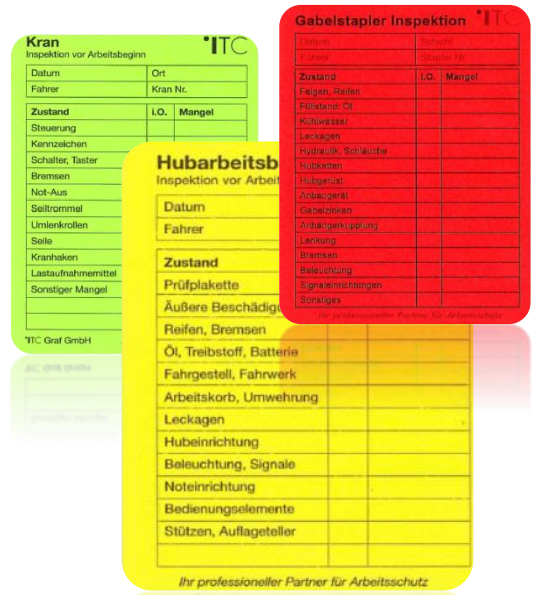 Kran
ITC
Inspektion vor Arbeitsbeginn
Datum Ort
Fahrer Kran Nr.
Zustand i.O. Mangel
Steuerung
Kennzeichen
Schalter, Taster
Bremsen
Not-Aus
Seiltrommel
Umlenkrollen
Seile
Kranhaken
Lastaufnahmemittel
Sonstiger Mangel
ITC Graf GmbH
Gabelstapler Inspektion
ITC
Datum Schicht
Fahrer Stapler Nr.
Zustand I.O. Mangel
Felgen, Reifen
Füllstand: Öl
Kühlwasser
Leckagen
Hydraulik, Schläuche
Hubketten
Hubgerüst
Anbaugerät
Gabelzinken
Anhängerkupplung
Lenkung
Bremsen
Beleuchtung
Signaleinrichtungen
Sonstiges
Ihr professioneller Partner für Arbeitsschutz
Hubarbeitsb
Inspektion vor Arbei
Datum
Fahrer
Zustand
Prüfplakette
Äußere Beschädigu
Reifen, Bremsen
Öl, Treibstoff, Batterie
Fahrgestell, Fahrwerk
Arbeitskorb, Umwehrung
Leckagen
Hubeinrichtung
Beleuchtung, Signale
Noteinrichtung
Bedienungselemente
Stützen, Auflageteller
Ihr professioneller Partner für Arbeitsschutz